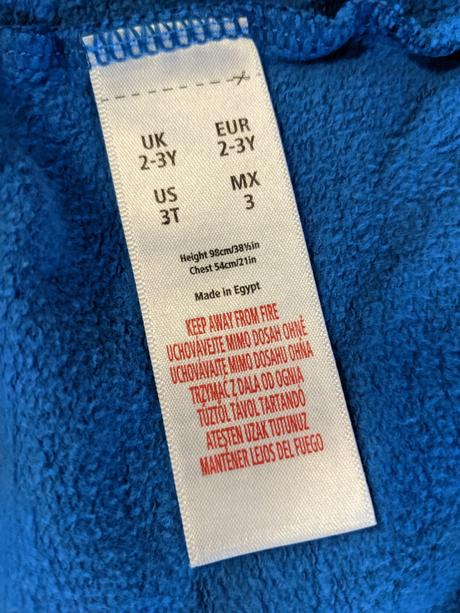 UK EUR
2-3Y 2-3Y
US MX
3T 3
Height 98cm/38½in
Chest 54cm/21in
Made in Egypt
KEEP AWAY FROM FIRE
UCHOVÁVEJTE MIMO DOSAH OHNĚ
UCHOVÁVAJTE MIMO DOSAHU OHŇA
TRZYMAĆ Z DALA OD OGNIA
TŰZTŐL TÁVOL TARTANDÓ
ATEŞTEN UZAK TUTUNUZ
MANTENER LEJOS DEL FUEGO